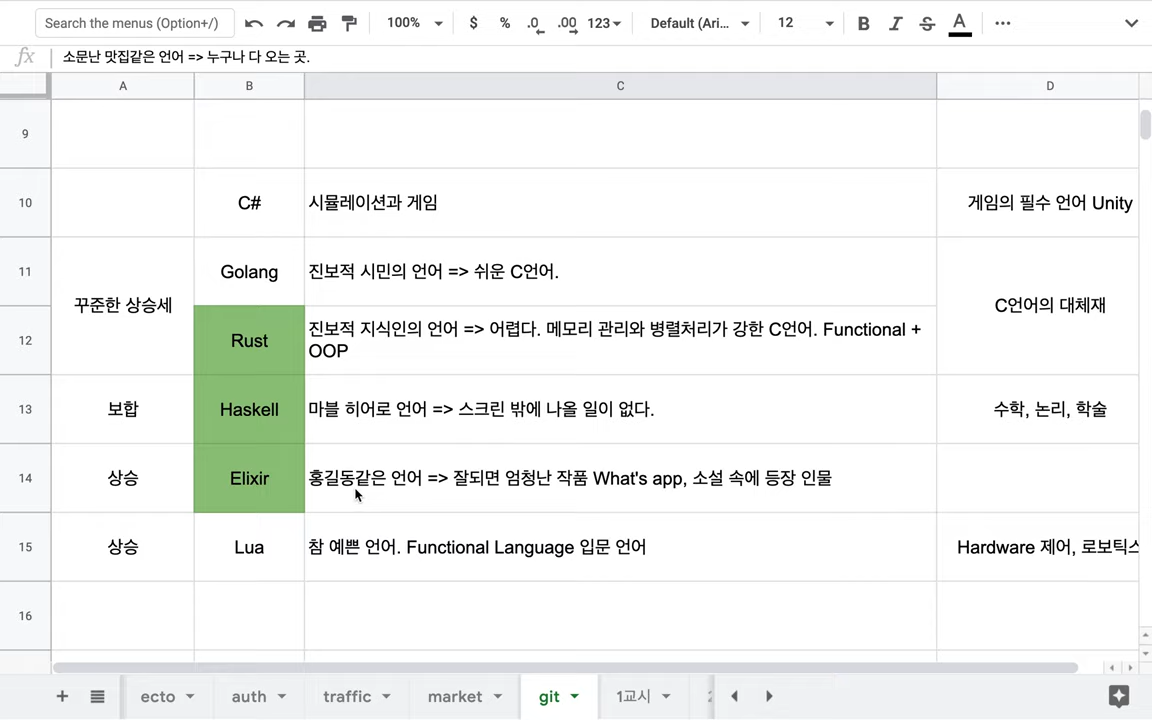 Search the menus (Option+/) 100% $ % .0 .00 123 Default (Ari... 12 B I S A ...
fx 소문난 맛집같은 언어 => 누구나 다 오는 곳.
A B C D
9
10 C# 시뮬레이션과 게임 게임의 필수 언어 Unity
11 Golang 진보적 시민의 언어 => 쉬운 C언어.
꾸준한 상승세 C언어의 대체재
12 Rust 진보적 지식인의 언어 => 어렵다. 메모리 관리와 병렬처리가 강한 C언어. Functional +
OOP
13 보합 Haskell 마블 히어로 언어 => 스크린 밖에 나올 일이 없다. 수학, 논리, 학술
14 상승 Elixir 홍길동같은 언어 => 잘되면 엄청난 작품 What's app, 소설 속에 등장 인물
15 상승 Lua 참 예쁜 언어. Functional Language 입문 언어 Hardware 제어, 로보틱스
16
+ ecto auth traffic market git 1교시